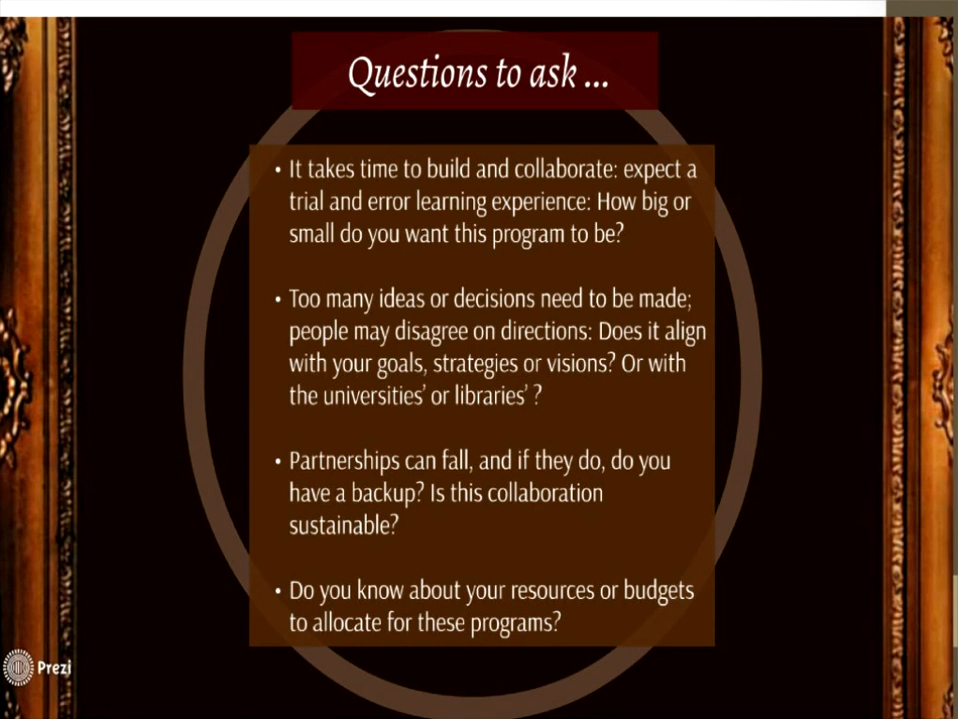 Questions to ask ...
• It takes time to build and collaborate: expect a
trial and error learning experience: How big or
small do you want this program to be?
• Too many ideas or decisions need to be made;
people may disagree on directions: Does it align
with your goals, strategies or visions? Or with
the universities’ or libraries’ ?
• Partnerships can fall, and if they do, do you
have a backup? Is this collaboration
sustainable?
• Do you know about your resources or budgets
to allocate for these programs?
Prezi